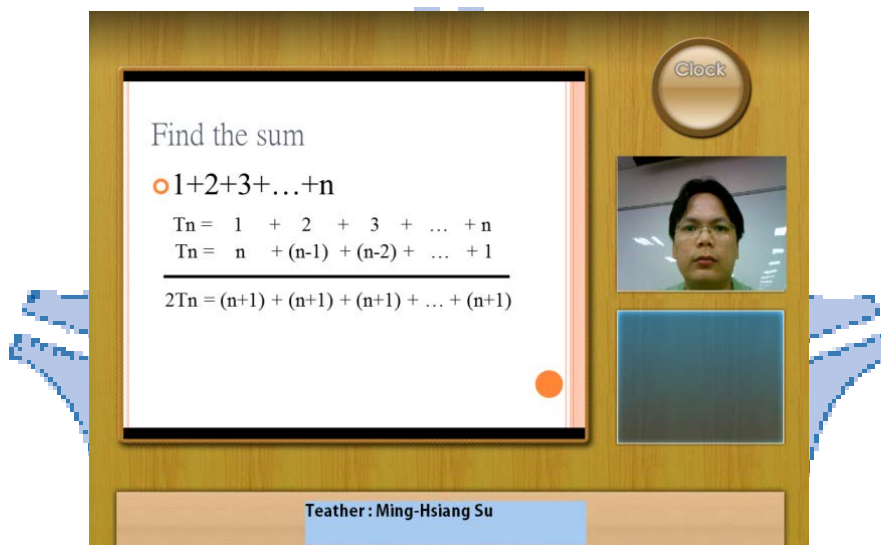 Clock
Find the sum
1+2+3+…+n
Tn = 1 + 2 + 3 + … + n
Tn = n + (n-1) + (n-2) + … + 1
2Tn = (n+1) + (n+1) + (n+1) + … + (n+1)
Teather : Ming-Hsiang Su